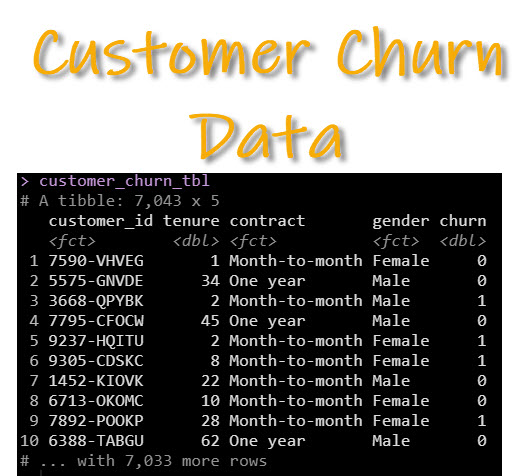 Customer Churn
Data
> customer_churn_tbl
# A tibble: 7,043 x 5
customer_id tenure contract gender churn
<fct> <dbl> <fct> <fct> <dbl>
1 7590-VHVEG 1 Month-to-month Female 0
2 5575-GNVDE 34 One year Male 0
3 3668-QPYBK 2 Month-to-month Male 1
4 7795-CFOCW 45 One year Male 0
5 9237-HQITU 2 Month-to-month Female 1
6 9305-CDSKC 8 Month-to-month Female 1
7 1452-KIOVK 22 Month-to-month Male 0
8 6713-OKOMC 10 Month-to-month Female 0
9 7892-POOKP 28 Month-to-month Female 1
10 6388-TABGU 62 One year Male 0
# ... with 7,033 more rows